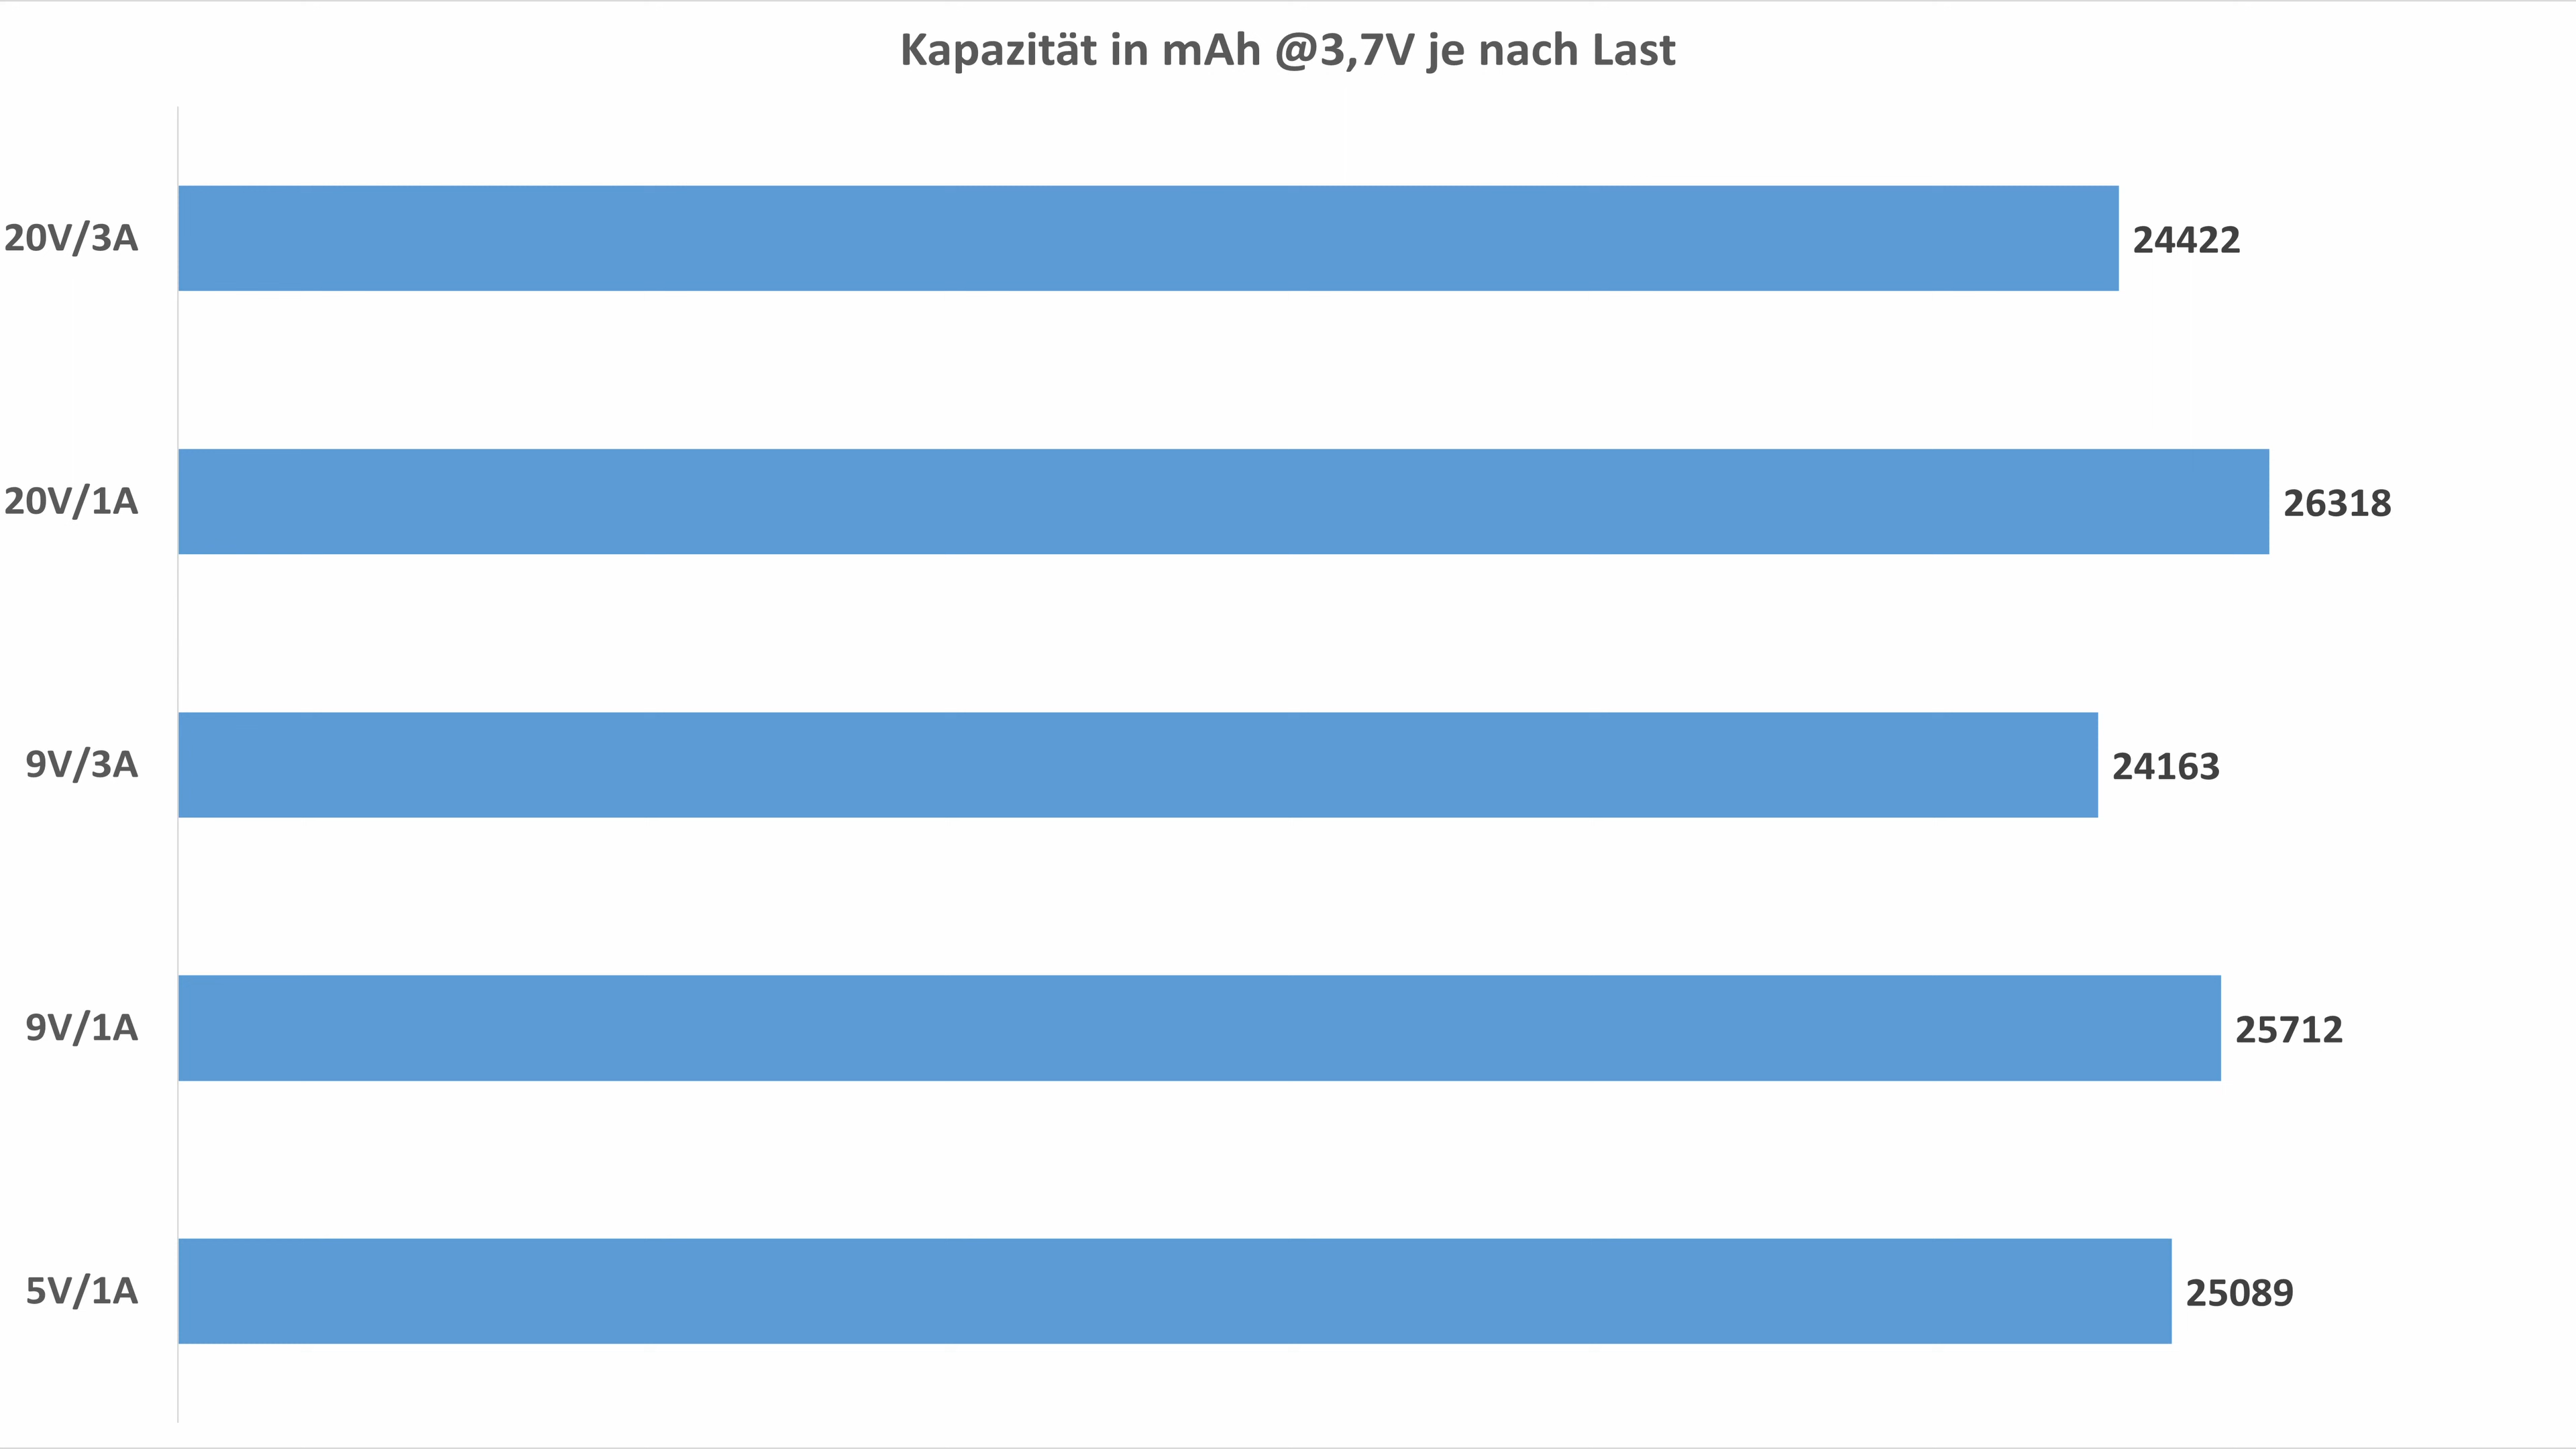 Kapazität in mAh @3,7V je nach Last
20V/3A 24422
20V/1A 26318
9V/3A 24163
9V/1A 25712
5V/1A 25089